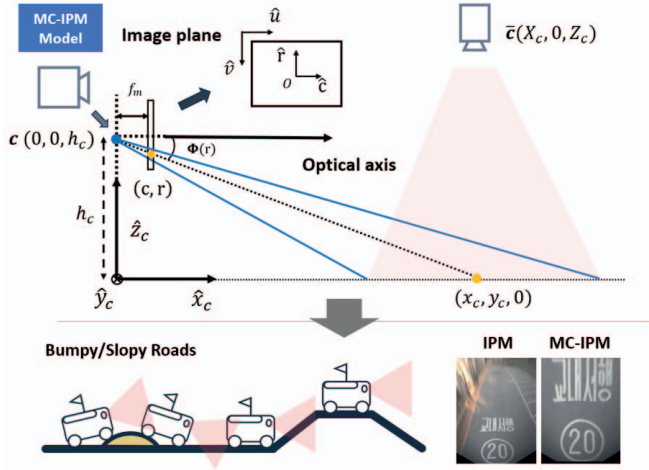 MC-IPM
Model
Image plane
û
v̂
r̂
O
ĉ
c̄(X_c, 0, Z_c)
f_m
c (0, 0, h_c)
Φ(r)
Optical axis
(c, r)
h_c
ẑ_c
ŷ_c
x̂_c
(x_c, y_c, 0)
Bumpy/Slopy Roads
IPM
MC-IPM
20
20